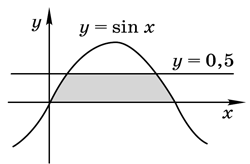 y
y = sin x
y = 0,5
x